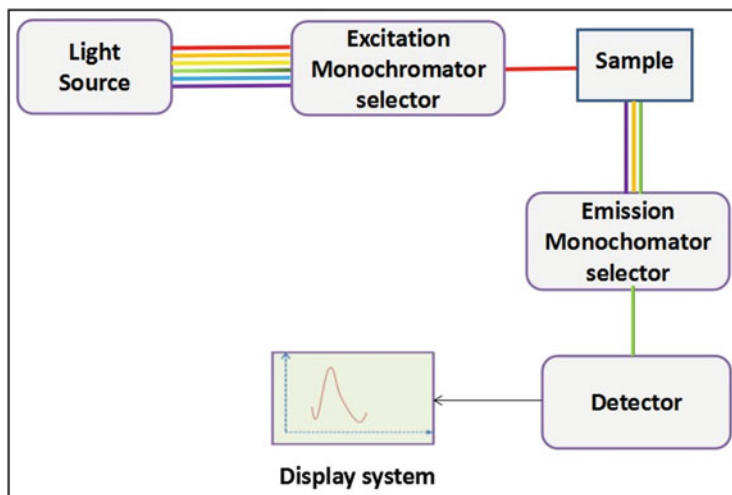 Light
Source
Excitation
Monochromator
selector
Sample
Emission
Monochomator
selector
Detector
Display system